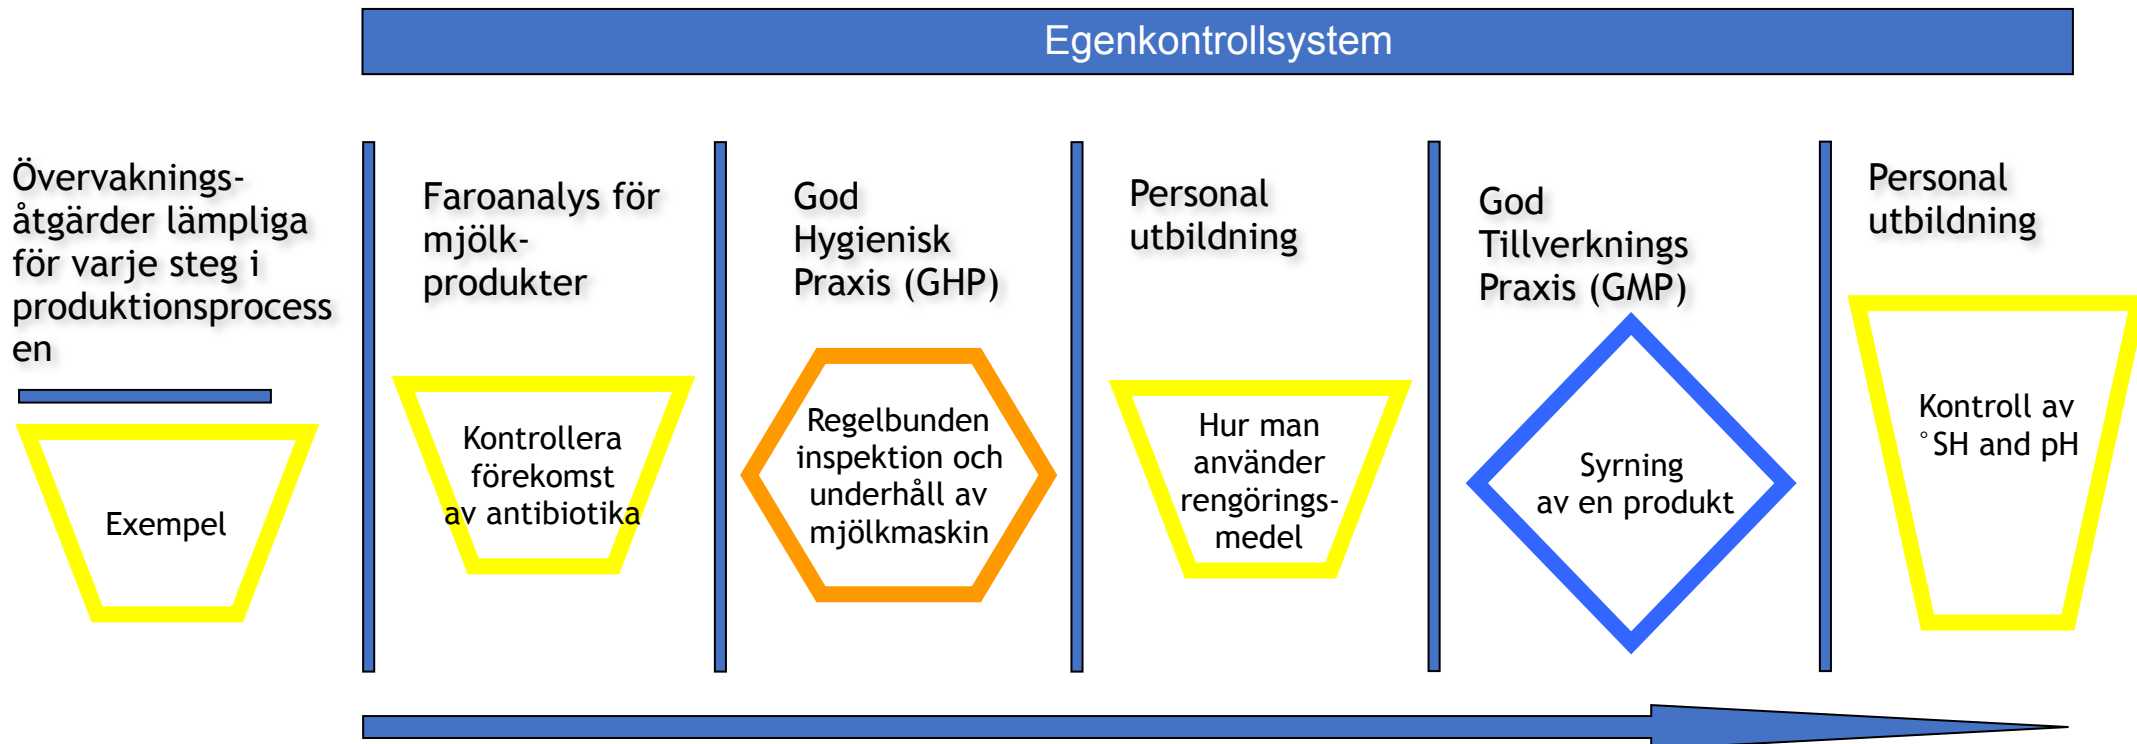 Egenkontrollsystem
Övervaknings-
åtgärder lämpliga
för varje steg i
produktionsprocess
en
Exempel
Faroanalys för
mjölk-
produkter
Kontrollera
förekomst
av antibiotika
God
Hygienisk
Praxis (GHP)
Regelbunden
inspektion och
underhåll av
mjölkmaskin
Personal
utbildning
Hur man
använder
rengörings-
medel
God
Tillverknings
Praxis (GMP)
Syrning
av en produkt
Personal
utbildning
Kontroll av
°SH and pH